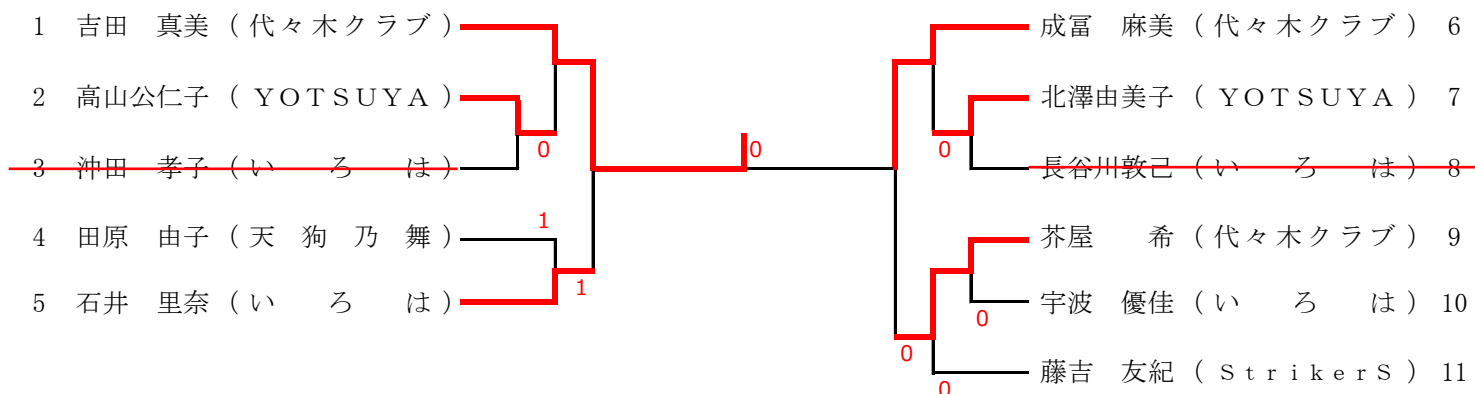 1 吉田 真美 (代々木クラブ)
2 高山公仁子 (YOTSUYA)
0
3 沖田 孝子 (いろは)
4 田原 由子 (天狗乃舞)
1
5 石井 里奈 (いろは)
1
0
成冨 麻美 (代々木クラブ) 6
北澤由美子 (YOTSUYA) 7
0
長谷川敦己 (いろは) 8
芥屋 希 (代々木クラブ) 9
宇波 優佳 (いろは) 10
0
0
藤吉 友紀 (StrikerS) 11
0